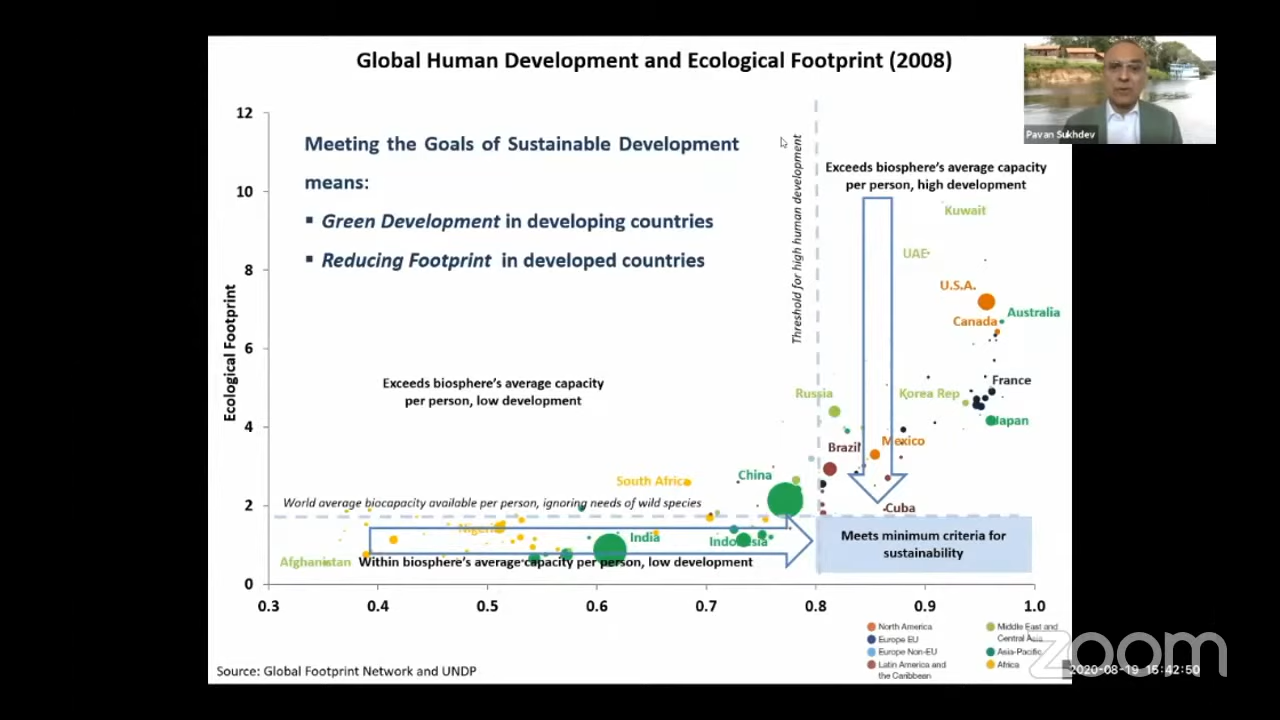 Global Human Development and Ecological Footprint (2008)
Pavan Sukhdev
12
10
8
6
4
2
0
Ecological Footprint
Meeting the Goals of Sustainable Development
means:
▪ Green Development in developing countries
▪ Reducing Footprint in developed countries
Threshold for high human development
Exceeds biosphere's average capacity
per person, high development
Kuwait
UAE
U.S.A.
Canada
Australia
Exceeds biosphere's average capacity
per person, low development
France
Russia
Korea Rep
Japan
Brazil
Mexico
China
South Africa
World average biocapacity available per person, ignoring needs of wild species
Cuba
Nigeria
India
Indonesia
Meets minimum criteria for
sustainability
Afghanistan
Within biosphere's average capacity per person, low development
0.3
0.4
0.5
0.6
0.7
0.8
0.9
1.0
North America
Europe EU
Europe Non-EU
Latin America and
the Caribbean
Middle East and
Central Asia
Asia-Pacific
Africa
Source: Global Footprint Network and UNDP
zoom
2020-08-19 15:42:50